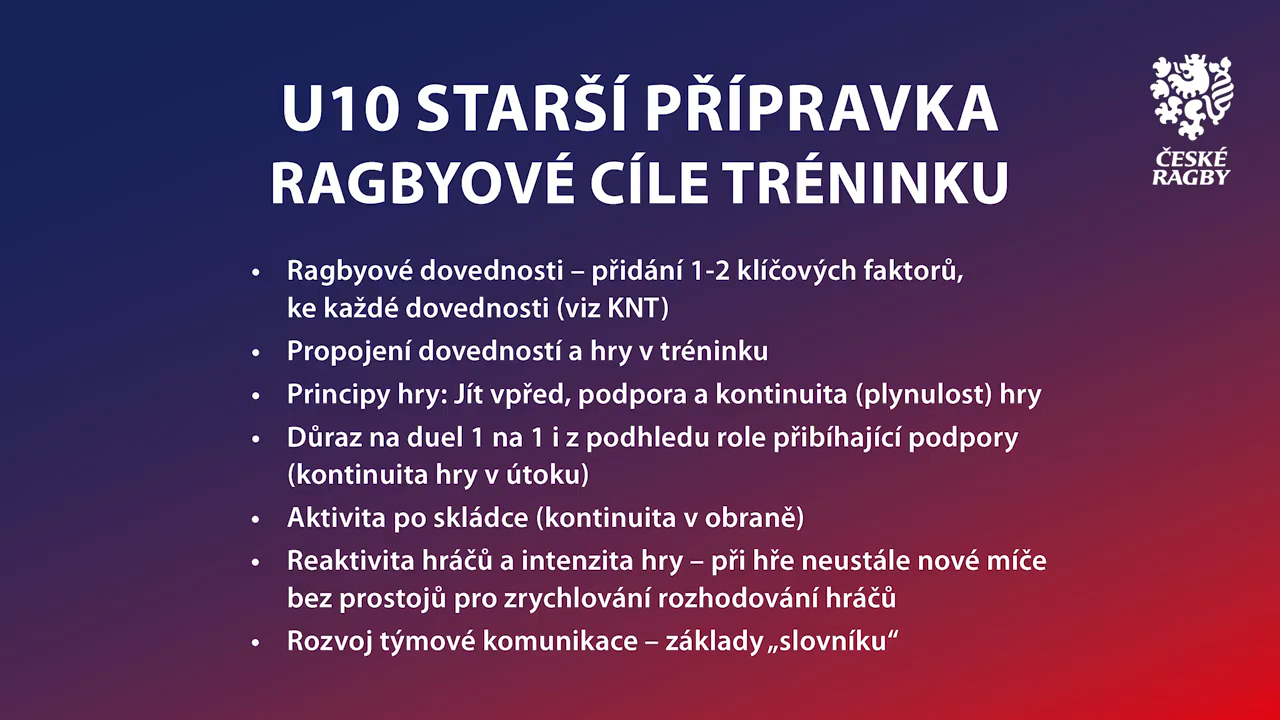 U10 STARŠÍ PŘÍPRAVKA
RAGBYOVÉ CÍLE TRÉNINKU
ČESKÉ
RAGBY
• Ragbyové dovednosti – přidání 1-2 klíčových faktorů,
ke každé dovednosti (viz KNT)
• Propojení dovedností a hry v tréninku
• Principy hry: Jít vpřed, podpora a kontinuita (plynulost) hry
• Důraz na duel 1 na 1 i z podhledu role přibíhající podpory
(kontinuita hry v útoku)
• Aktivita po skládce (kontinuita v obraně)
• Reaktivita hráčů a intenzita hry – při hře neustále nové míče
bez prostojů pro zrychlování rozhodování hráčů
• Rozvoj týmové komunikace – základy „slovníku“